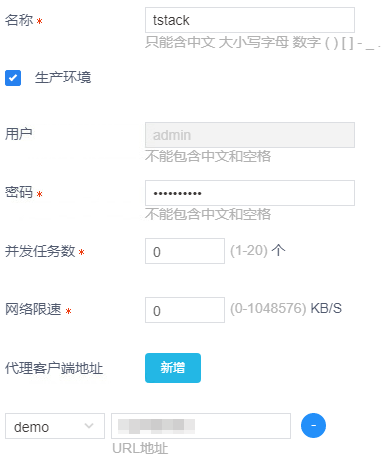 名称 * tstack
只能含中文 大小写字母 数字 ( ) [ ] - _ .
生产环境
用户 admin
不能包含中文和空格
密码 * ••••••••••
不能包含中文和空格
并发任务数 * 0 (1-20) 个
网络限速 * 0 (0-1048576) KB/S
代理客户端地址 新增
demo -
URL地址